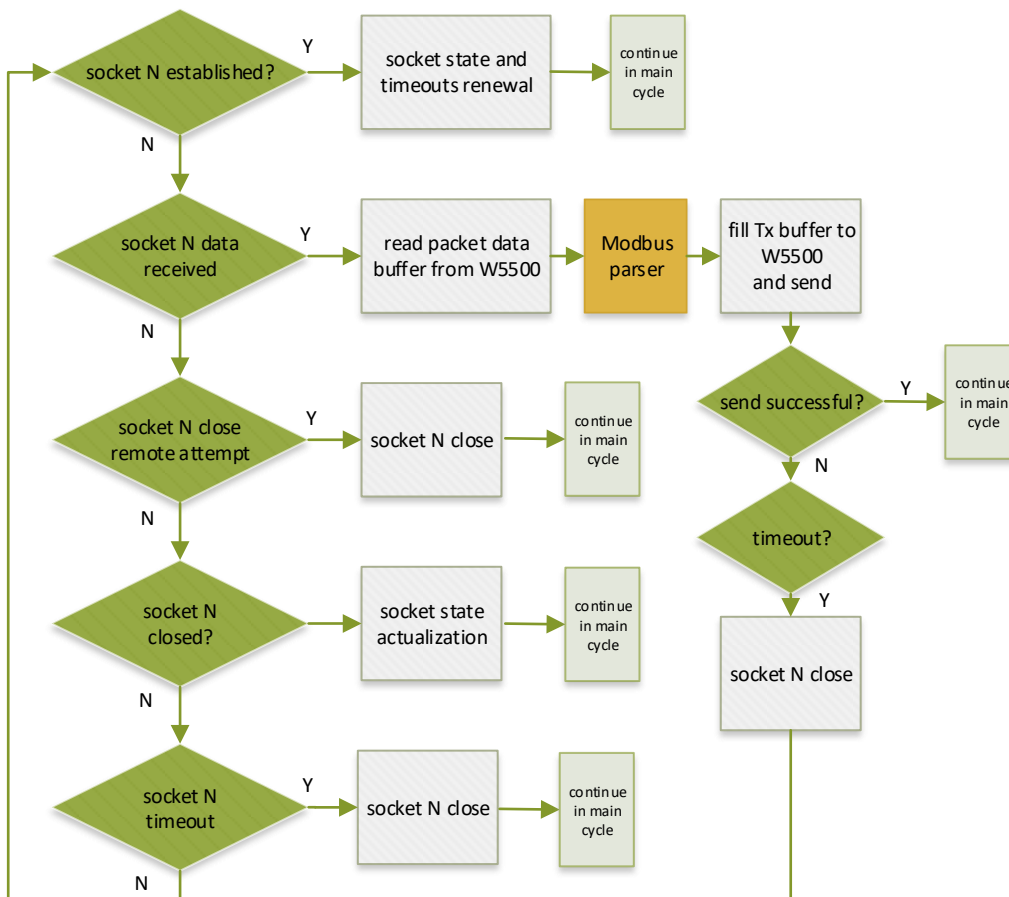 socket N established?
Y
socket state and
timeouts renewal
continue
in main
cycle
N
socket N data
received
Y
read packet data
buffer from W5500
Modbus
parser
fill Tx buffer to
W5500
and send
N
send successful?
Y
continue
in main
cycle
socket N close
remote attempt
Y
socket N close
continue
in main
cycle
N
N
timeout?
Y
socket N
closed?
socket state
actualization
continue
in main
cycle
socket N close
N
socket N
timeout
Y
socket N close
continue
in main
cycle
N